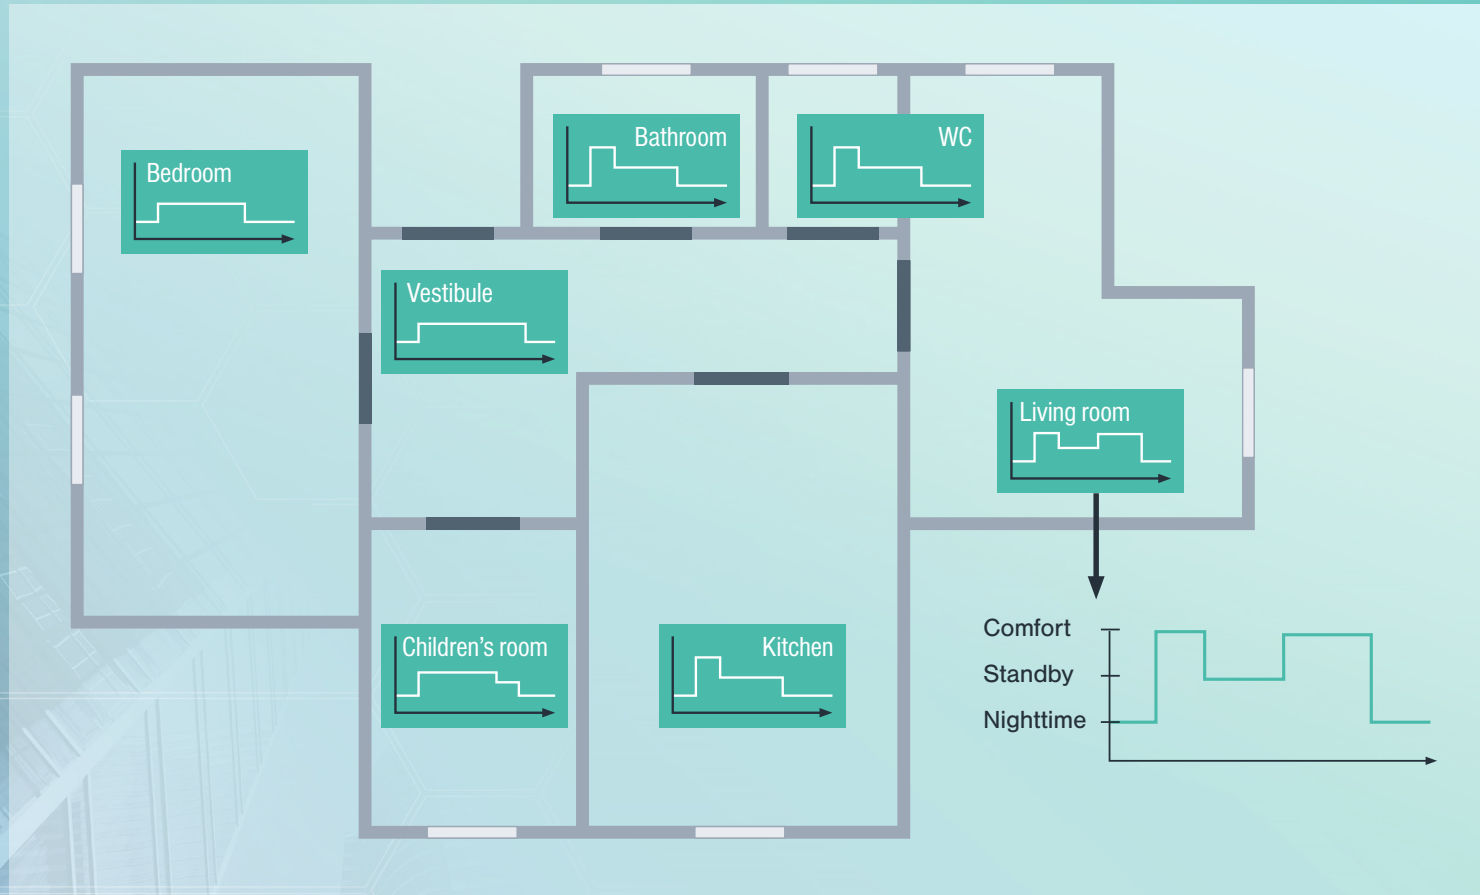 Bathroom
WC
Bedroom
Vestibule
Living room
Children’s room
Kitchen
Comfort
Standby
Nighttime